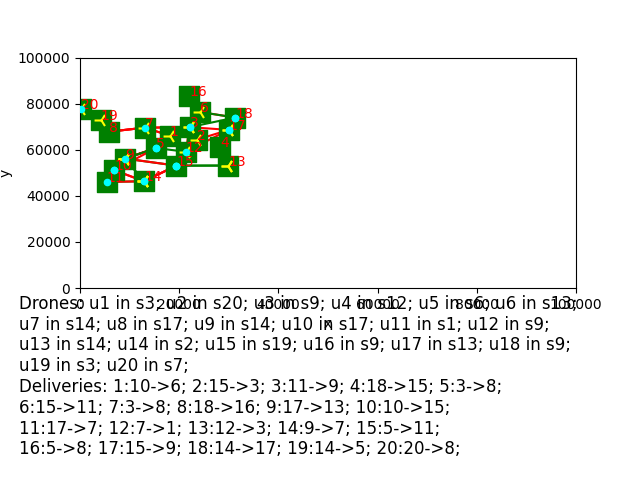 100000
80000
60000
40000
20000
0
y
16
18
20
19
3
4
0 20000 40000 60000 80000 100000
x
Drones: u1 in s3; u2 in s20; u3 in s9; u4 in s12; u5 in s6; u6 in s13;
u7 in s14; u8 in s17; u9 in s14; u10 in s17; u11 in s1; u12 in s9;
u13 in s14; u14 in s2; u15 in s19; u16 in s9; u17 in s13; u18 in s9;
u19 in s3; u20 in s7;
Deliveries: 1:10->6; 2:15->3; 3:11->9; 4:18->15; 5:3->8;
6:15->11; 7:3->8; 8:18->16; 9:17->13; 10:10->15;
11:17->7; 12:7->1; 13:12->3; 14:9->7; 15:5->11;
16:5->8; 17:15->9; 18:14->17; 19:14->5; 20:20->8;